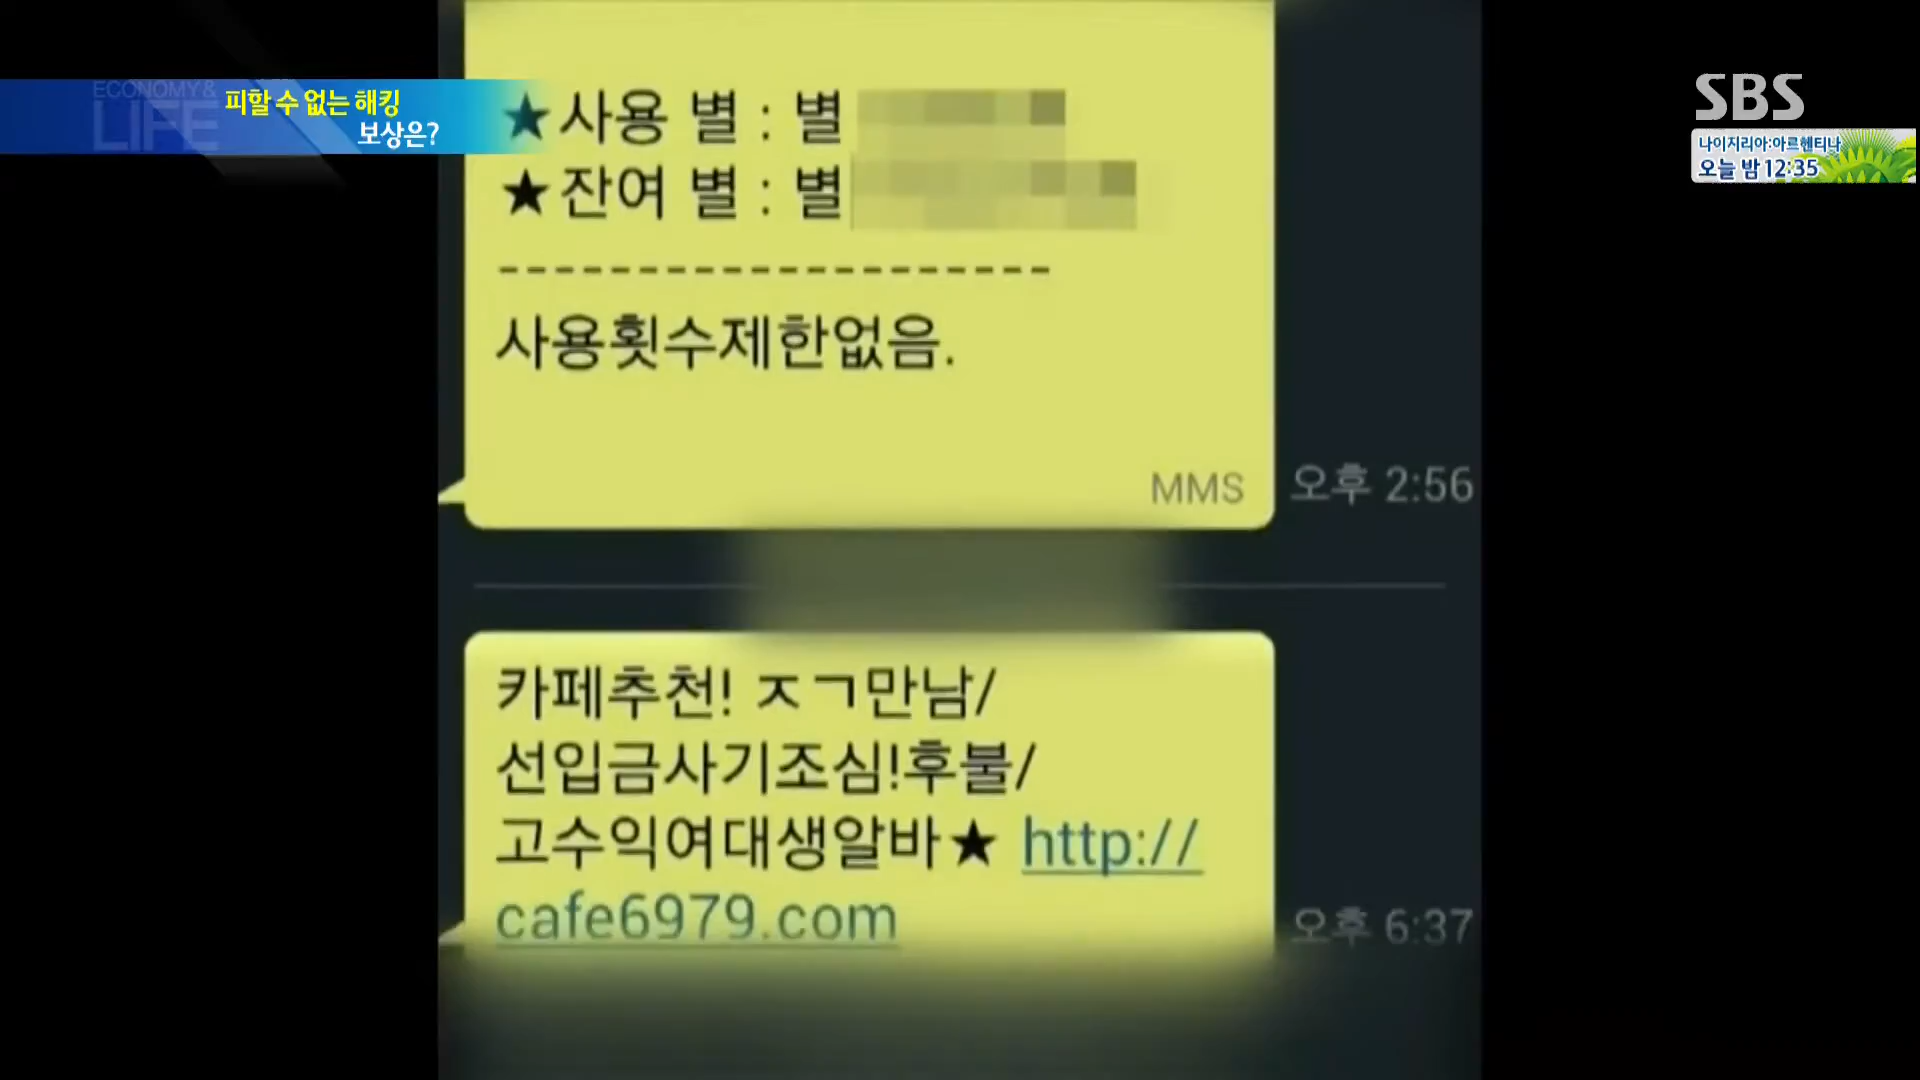 ECONOMY&
LIFE
피할 수 없는 해킹
보상은?
SBS
나이지리아:아르헨티나
오늘 밤 12:35
★사용 별 : 별
★잔여 별 : 별
--------------------
사용횟수제한없음.
MMS
오후 2:56
카페추천! ㅈㄱ만남/
선입금사기조심!후불/
고수익여대생알바★ http://
cafe6979.com
오후 6:37